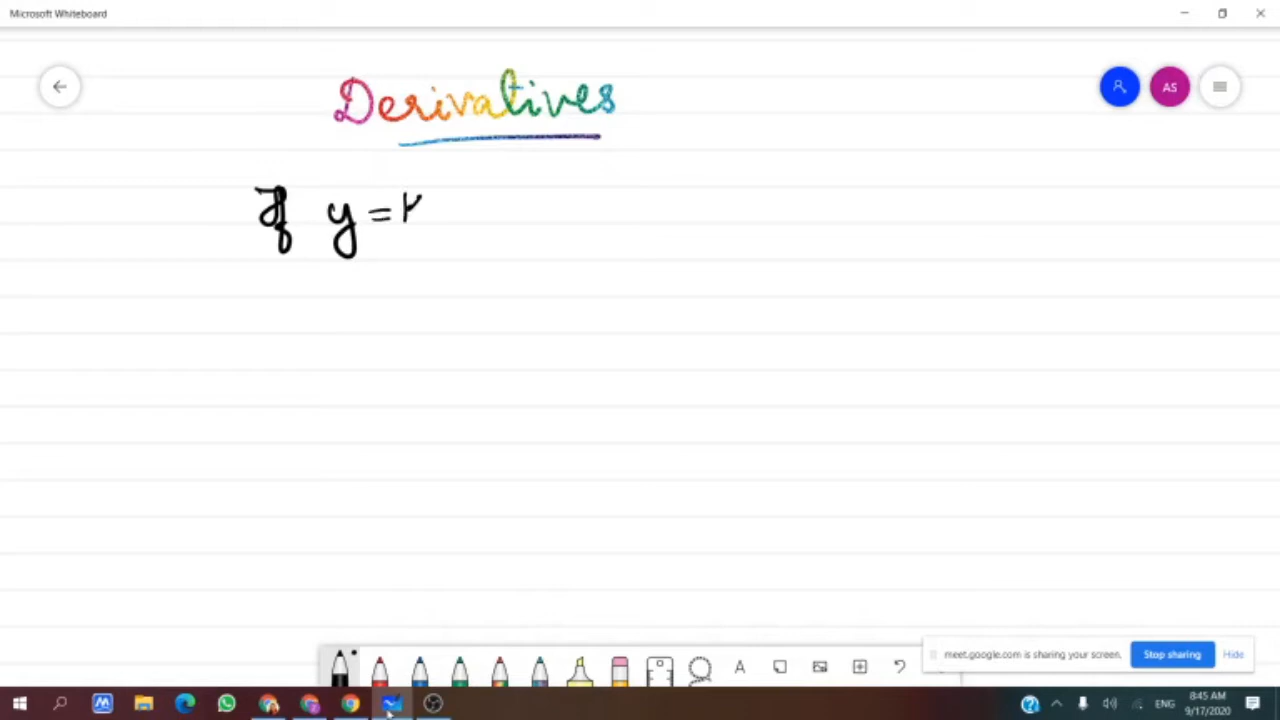 Microsoft Whiteboard
Derivatives
AS
If y =
A
meet.google.com is sharing your screen.
Stop sharing
Hide
8:45 AM
ENG
9/17/2020